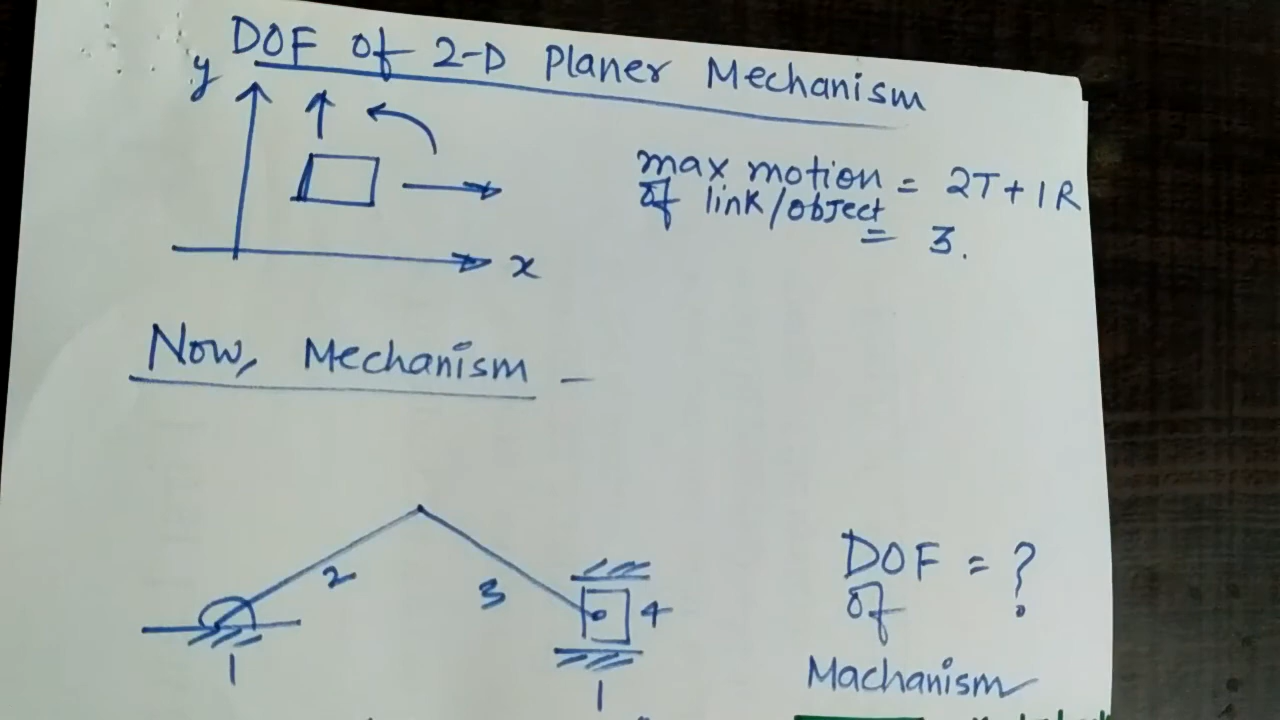 DOF of 2-D Planer Mechanism
y
max motion = 2T + 1R
of link/object
= 3.
x
Now, Mechanism -
2
3
4
1
1
DOF = ?
of
Machanism